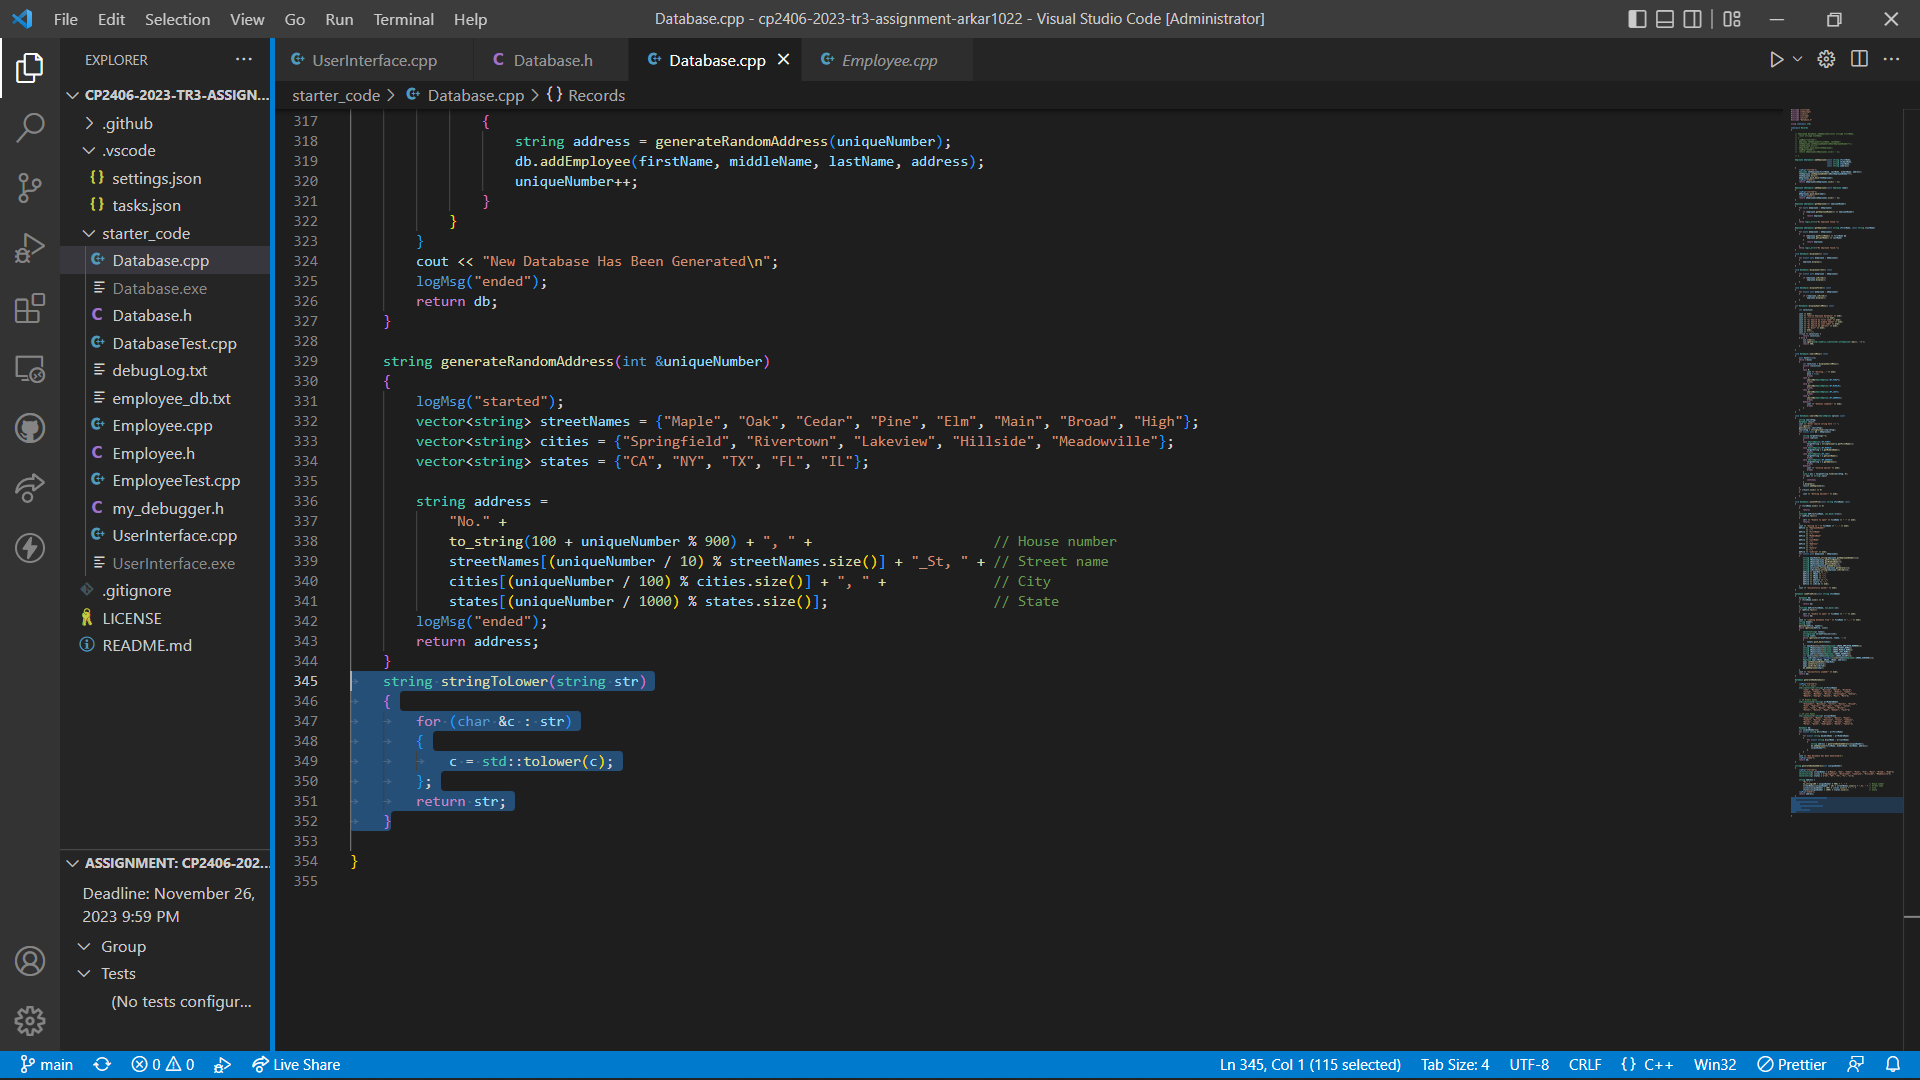 File Edit Selection View Go Run Terminal Help
Database.cpp - cp2406-2023-tr3-assignment-arkar1022 - Visual Studio Code [Administrator]
EXPLORER
CP2406-2023-TR3-ASSIGN...
.github
.vscode
{} settings.json
{} tasks.json
starter_code
Database.cpp
Database.exe
C Database.h
DatabaseTest.cpp
debugLog.txt
employee_db.txt
Employee.cpp
C Employee.h
EmployeeTest.cpp
C my_debugger.h
UserInterface.cpp
UserInterface.exe
.gitignore
LICENSE
README.md
ASSIGNMENT: CP2406-202...
Deadline: November 26,
2023 9:59 PM
Group
Tests
(No tests configur...
UserInterface.cpp
C Database.h
Database.cpp
Employee.cpp
starter_code > Database.cpp > {} Records
317 {
318 string address = generateRandomAddress(uniqueNumber);
319 db.addEmployee(firstName, middleName, lastName, address);
320 uniqueNumber++;
321 }
322 }
323 }
324 cout << "New Database Has Been Generated\n";
325 logMsg("ended");
326 return db;
327 }
328
329 string generateRandomAddress(int &uniqueNumber)
330 {
331 logMsg("started");
332 vector<string> streetNames = {"Maple", "Oak", "Cedar", "Pine", "Elm", "Main", "Broad", "High"};
333 vector<string> cities = {"Springfield", "Rivertown", "Lakeview", "Hillside", "Meadowville"};
334 vector<string> states = {"CA", "NY", "TX", "FL", "IL"};
335
336 string address =
337 "No." +
338 to_string(100 + uniqueNumber % 900) + ", " + // House number
339 streetNames[(uniqueNumber / 10) % streetNames.size()] + "_St, " + // Street name
340 cities[(uniqueNumber / 100) % cities.size()] + ", " + // City
341 states[(uniqueNumber / 1000) % states.size()]; // State
342 logMsg("ended");
343 return address;
344 }
345 string stringToLower(string str)
346 {
347 for (char &c : str)
348 {
349 c = std::tolower(c);
350 };
351 return str;
352 }
353
354 }
355
main 0 0 Live Share
Ln 345, Col 1 (115 selected) Tab Size: 4 UTF-8 CRLF {} C++ Win32 Prettier